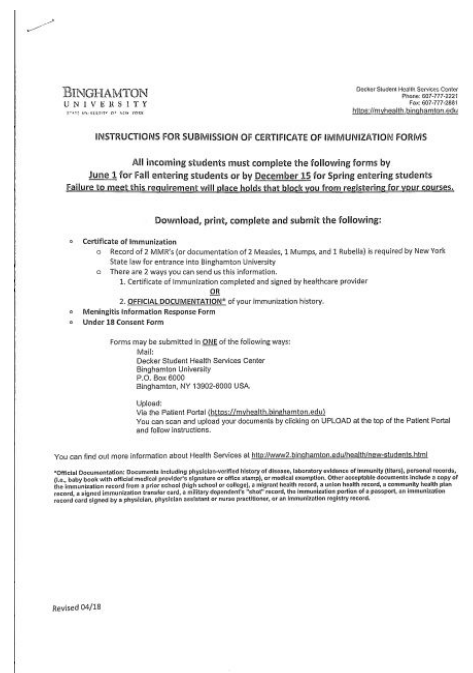 BINGHAMTON
UNIVERSITY
STATE UNIVERSITY OF NEW YORK
Decker Student Health Services Center
Phone: 607-777-2221
Fax: 607-777-2881
https://myhealth.binghamton.edu
INSTRUCTIONS FOR SUBMISSION OF CERTIFICATE OF IMMUNIZATION FORMS
All incoming students must complete the following forms by
June 1 for Fall entering students or by December 15 for Spring entering students
Failure to meet this requirement will place holds that block you from registering for your courses.
Download, print, complete and submit the following:
Certificate of Immunization
Record of 2 MMR's (or documentation of 2 Measles, 1 Mumps, and 1 Rubella) is required by New York
State law for entrance into Binghamton University
There are 2 ways you can send us this information.
1. Certificate of Immunization completed and signed by healthcare provider
OR
2. OFFICIAL DOCUMENTATION* of your immunization history.
Meningitis Information Response Form
Under 18 Consent Form
Forms may be submitted in ONE of the following ways:
Mail:
Decker Student Health Services Center
Binghamton University
P.O. Box 6000
Binghamton, NY 13902-6000 USA.
Upload:
Via the Patient Portal (https://myhealth.binghamton.edu)
You can scan and upload your documents by clicking on UPLOAD at the top of the Patient Portal
and follow instructions.
You can find out more information about Health Services at http://www2.binghamton.edu/health/new-students.html
*Official Documentation: Documents including physician-verified history of disease, laboratory evidence of immunity (titers), personal records,
(i.e., baby book with official medical provider's signature or office stamp), or medical exemption. Other acceptable documents include a copy of
the immunization record from a prior school (high school or college), a migrant health record, a union health record, a community health plan
record, a signed immunization transfer card, a military dependent's "shot" record, the immunization portion of a passport, an immunization
record card signed by a physician, physician assistant or nurse practitioner, or an immunization registry record.
Revised 04/18